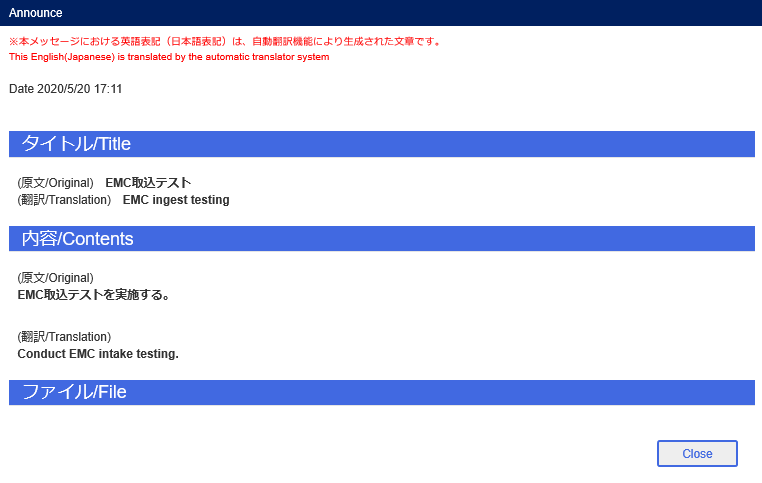 Announce
※本メッセージにおける英語表記（日本語表記）は、自動翻訳機能により生成された文章です。
This English(Japanese) is translated by the automatic translator system
Date 2020/5/20 17:11
タイトル/Title
(原文/Original) EMC取込テスト
(翻訳/Translation) EMC ingest testing
内容/Contents
(原文/Original)
EMC取込テストを実施する。
(翻訳/Translation)
Conduct EMC intake testing.
ファイル/File
Close